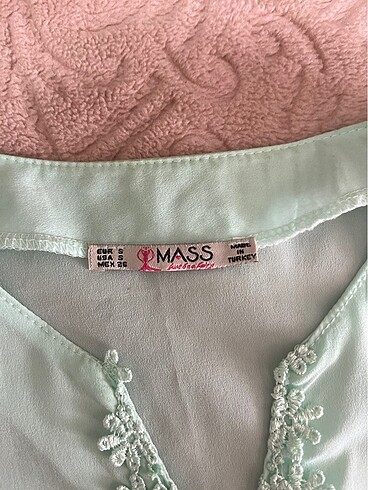 EUR S
USA S
MEX 26
MASS
MADE
IN
TURKEY